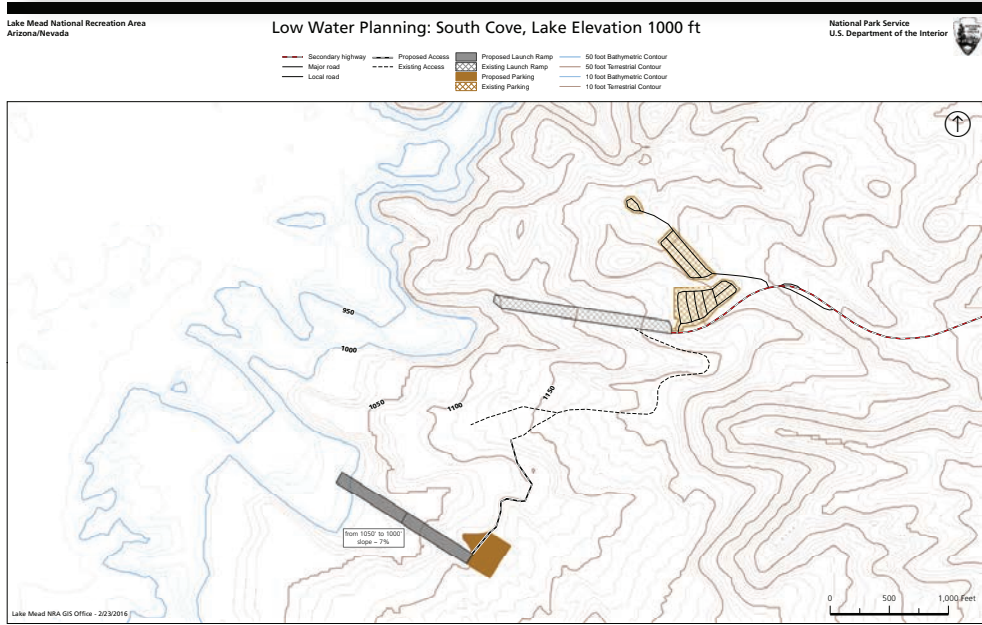 Lake Mead National Recreation Area
Arizona/Nevada
Low Water Planning: South Cove, Lake Elevation 1000 ft
National Park Service
U.S. Department of the Interior
Secondary highway
Major road
Local road
Proposed Access
Existing Access
Proposed Launch Ramp
Existing Launch Ramp
Proposed Parking
Existing Parking
50 foot Bathymetric Contour
50 foot Terrestrial Contour
10 foot Bathymetric Contour
10 foot Terrestrial Contour
950
1000
1050
1100
1150
from 1050' to 1000'
slope ~ 7%
Lake Mead NRA GIS Office - 2/23/2016
0 500 1,000 Feet